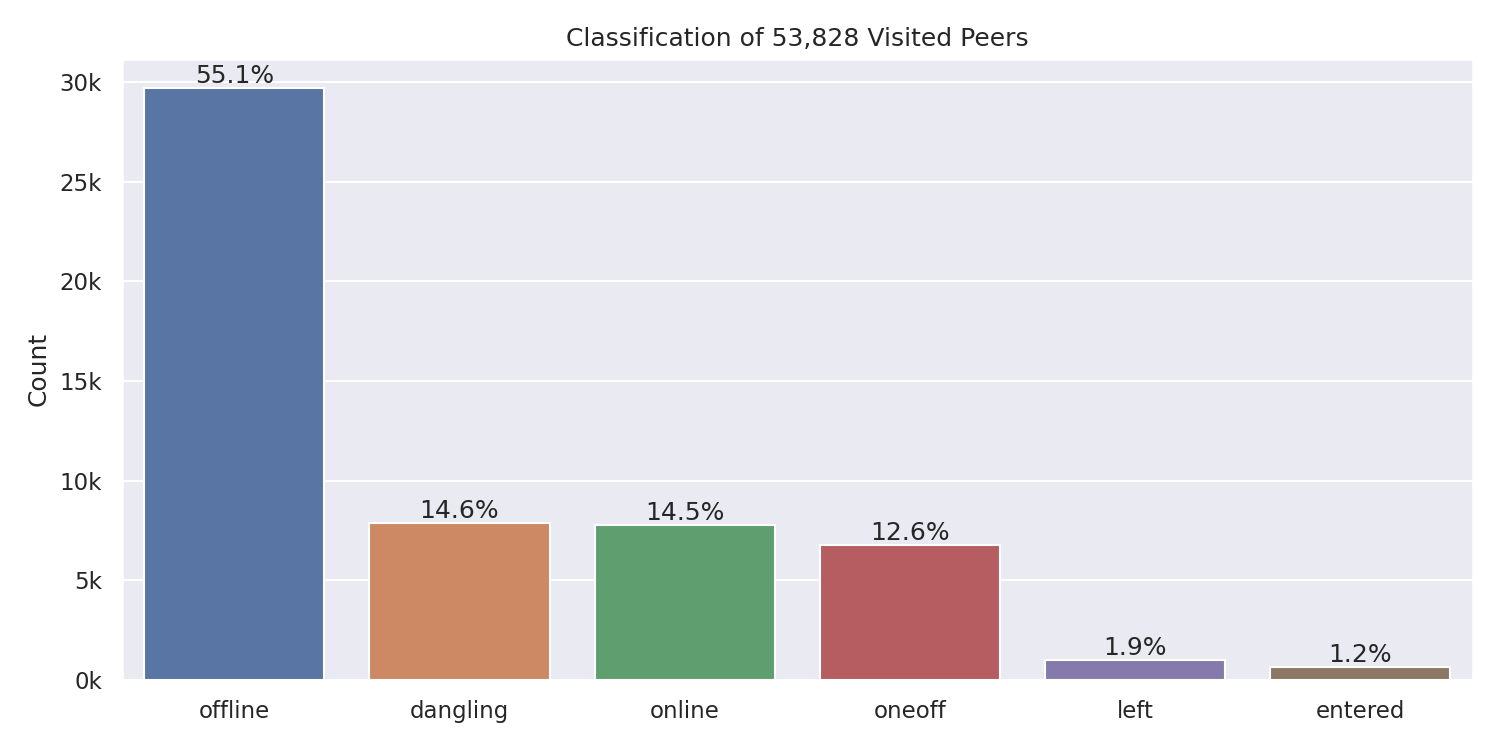 Classification of 53,828 Visited Peers
30k
25k
20k
15k
10k
5k
0k
Count
55.1%
14.6%
14.5%
12.6%
1.9%
1.2%
offline
dangling
online
oneoff
left
entered